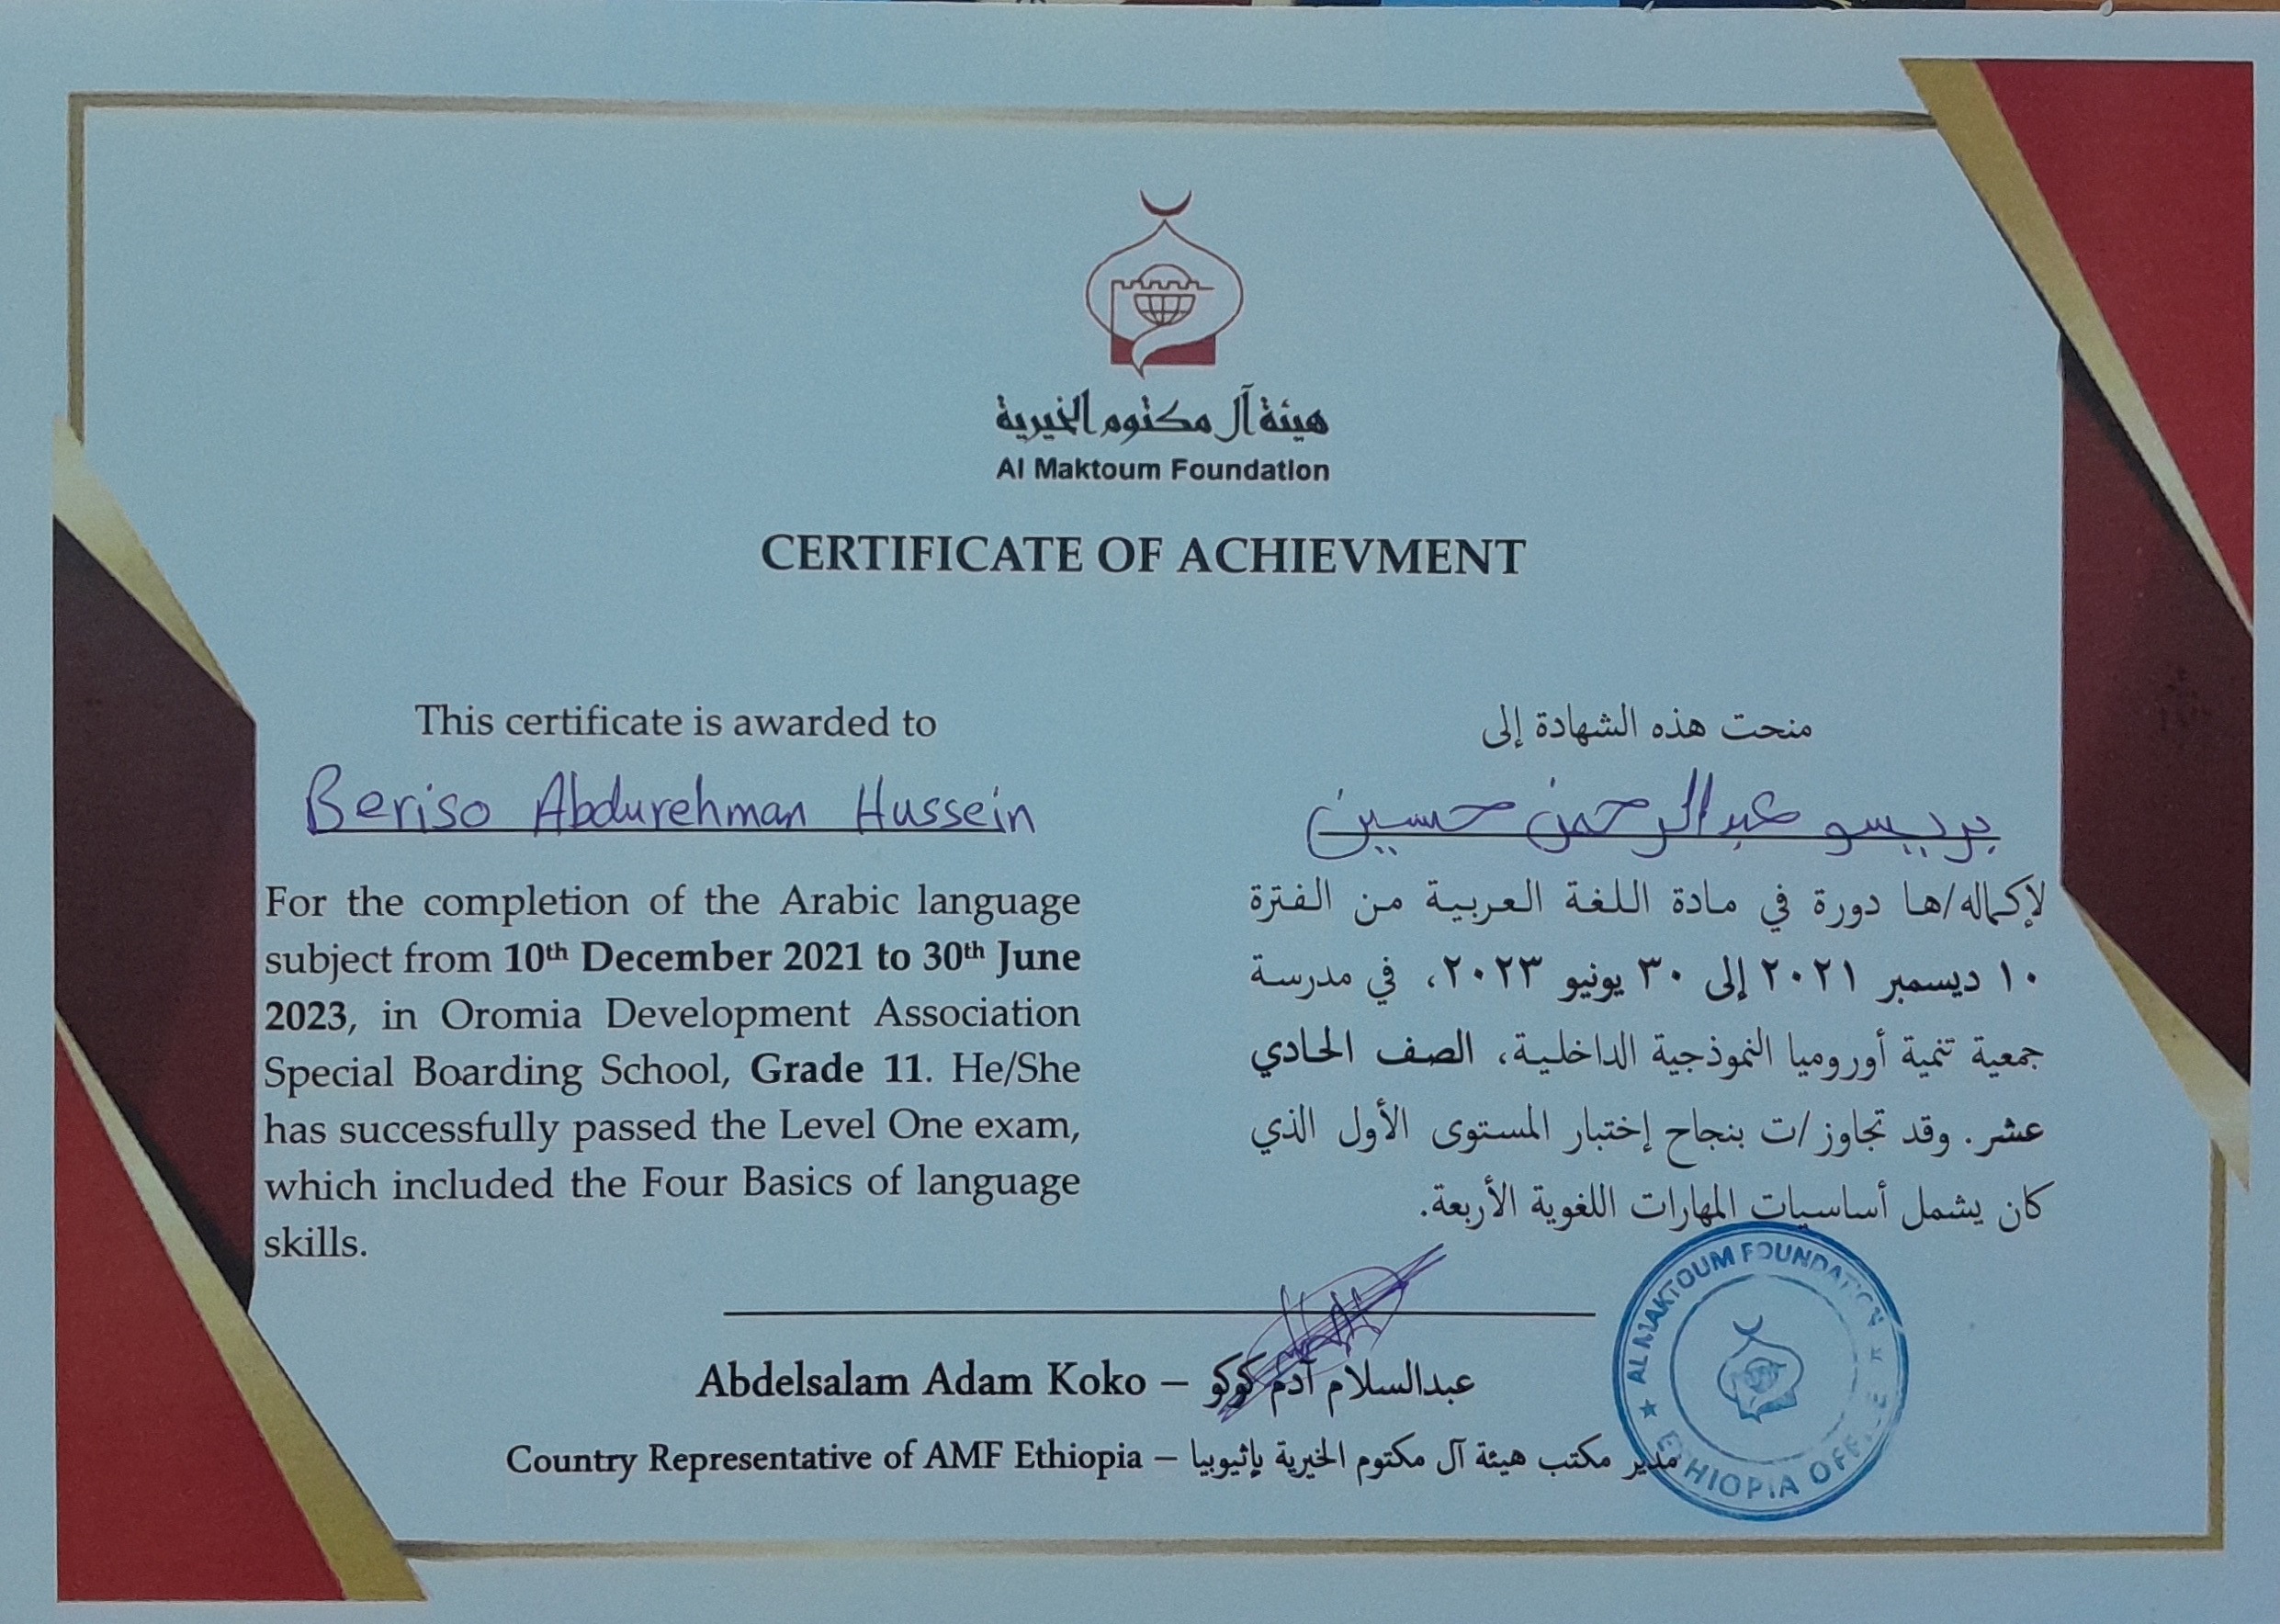 هيئة آل مكتوم الخيرية
Al Maktoum Foundation
CERTIFICATE OF ACHIEVMENT
This certificate is awarded to
Beriso Abdurehman Hussein
For the completion of the Arabic language
subject from 10th December 2021 to 30th June
2023, in Oromia Development Association
Special Boarding School, Grade 11. He/She
has successfully passed the Level One exam,
which included the Four Basics of language
skills.
منحت هذه الشهادة إلى
بريسو عبدالرحمن حسين
لإكماله/ها دورة في مادة اللغة العربية من الفترة
١٠ ديسمبر ٢٠٢١ إلى ٣٠ يونيو ٢٠٢٣، في مدرسة
جمعية تنمية أوروميا النموذجية الداخلية، الصف الحادي
عشر. وقد تجاوز/ت بنجاح إختبار المستوى الأول الذي
كان يشمل أساسيات المهارات اللغوية الأربعة.
Abdelsalam Adam Koko – عبدالسلام آدم كوكو
Country Representative of AMF Ethiopia – مدير مكتب هيئة آل مكتوم الخيرية بإثيوبيا
AL MAKTOUM FOUNDATION
ETHIOPIA OFFICE